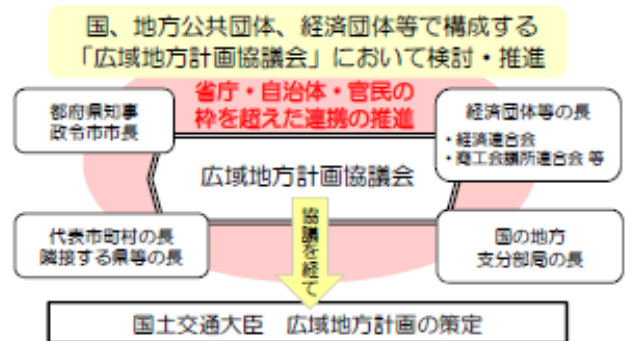 国、地方公共団体、経済団体等で構成する
「広域地方計画協議会」において検討・推進
省庁・自治体・官民の
枠を超えた連携の推進
都府県知事
政令市市長
経済団体等の長
・経済連合会
・商工会議所連合会 等
広域地方計画協議会
代表市町村の長
隣接する県等の長
協議を経て
国の地方
支分部局の長
国土交通大臣 広域地方計画の策定